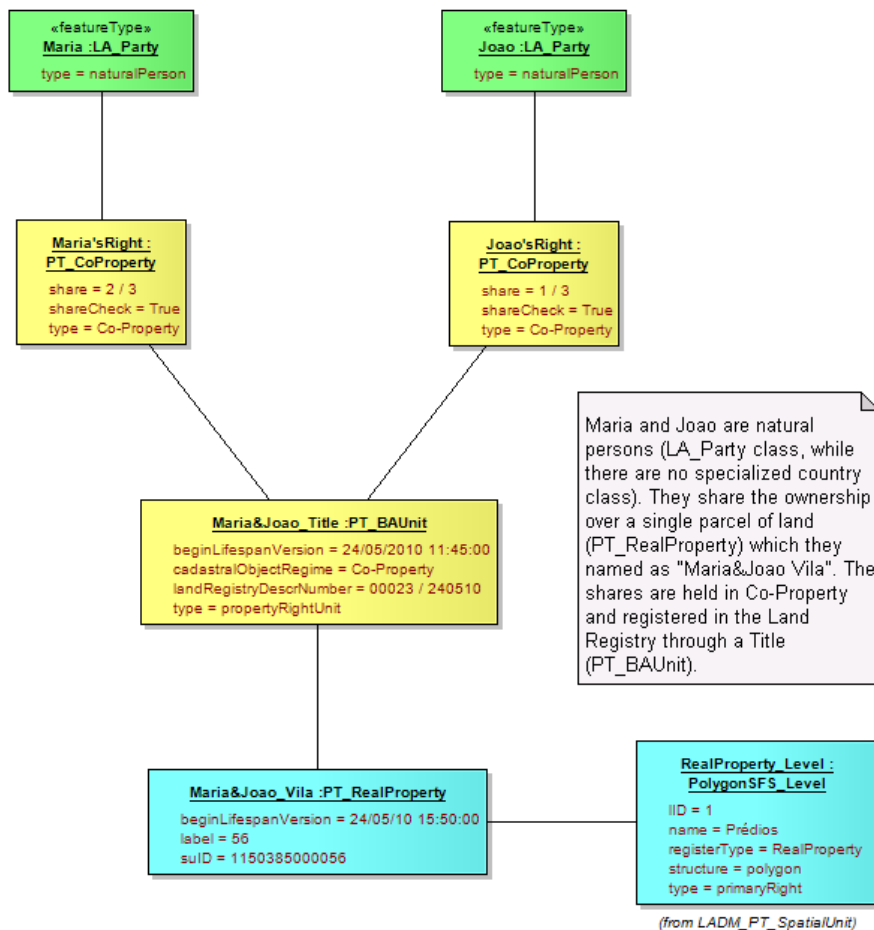 «featureType»
Maria :LA_Party
type = naturalPerson
«featureType»
Joao :LA_Party
type = naturalPerson
Maria'sRight :
PT_CoProperty
share = 2 / 3
shareCheck = True
type = Co-Property
Joao'sRight :
PT_CoProperty
share = 1 / 3
shareCheck = True
type = Co-Property
Maria and Joao are natural
persons (LA_Party class, while
there are no specialized country
class). They share the ownership
over a single parcel of land
(PT_RealProperty) which they
named as "Maria&Joao Vila". The
shares are held in Co-Property
and registered in the Land
Registry through a Title
(PT_BAUnit).
Maria&Joao_Title :PT_BAUnit
beginLifespanVersion = 24/05/2010 11:45:00
cadastralObjectRegime = Co-Property
landRegistryDescrNumber = 00023 / 240510
type = propertyRightUnit
Maria&Joao_Vila :PT_RealProperty
beginLifespanVersion = 24/05/10 15:50:00
label = 56
suID = 1150385000056
RealProperty_Level :
PolygonSFS_Level
lID = 1
name = Prédios
registerType = RealProperty
structure = polygon
type = primaryRight
(from LADM_PT_SpatialUnit)